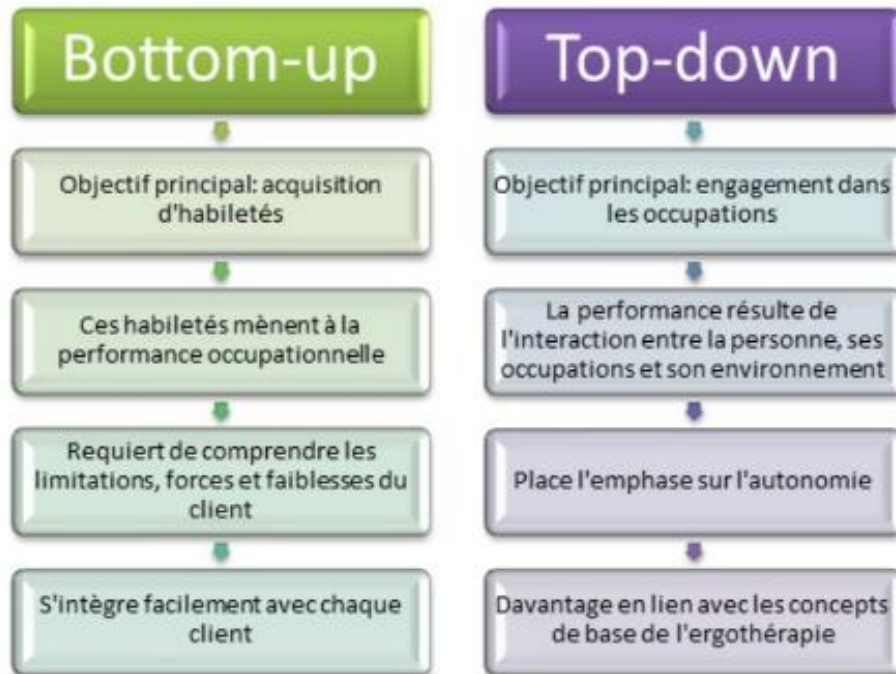 Bottom-up
Objectif principal: acquisition
d'habiletés
Ces habiletés mènent à la
performance occupationnelle
Requiert de comprendre les
limitations, forces et faiblesses du
client
S'intègre facilement avec chaque
client
Top-down
Objectif principal: engagement dans
les occupations
La performance résulte de
l'interaction entre la personne, ses
occupations et son environnement
Place l'emphase sur l'autonomie
Davantage en lien avec les concepts
de base de l'ergothérapie